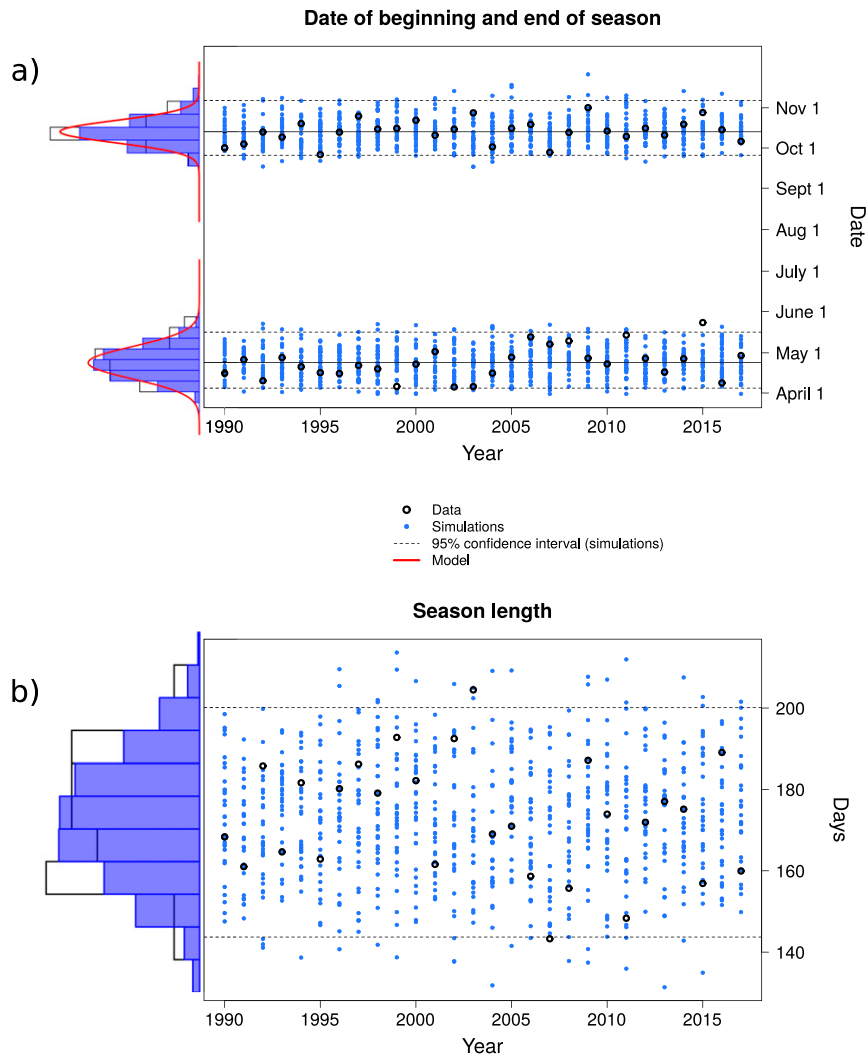 Date of beginning and end of season
a)
Nov 1
Oct 1
Sept 1
Aug 1
July 1
June 1
May 1
April 1
Date
1990 1995 2000 2005 2010 2015
Year
Data
Simulations
95% confidence interval (simulations)
Model
Season length
b)
200
180
160
140
Days
1990 1995 2000 2005 2010 2015
Year